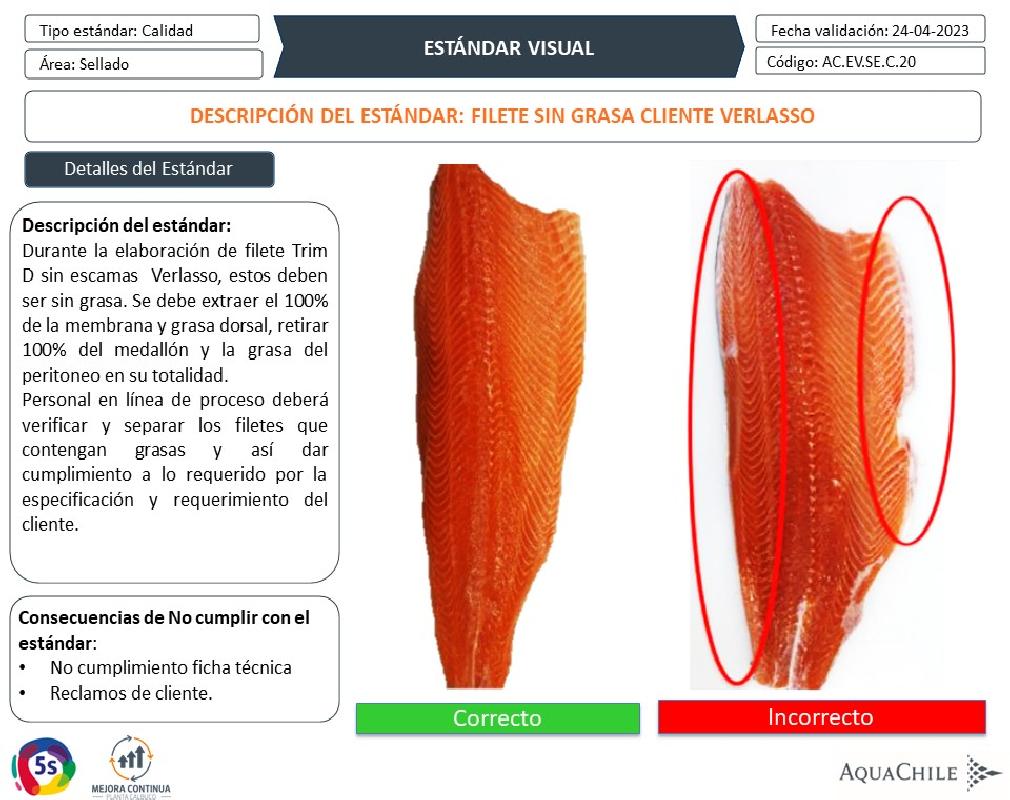 Tipo estándar: Calidad
Área: Sellado
ESTÁNDAR VISUAL
Fecha validación: 24-04-2023
Código: AC.EV.SE.C.20
DESCRIPCIÓN DEL ESTÁNDAR: FILETE SIN GRASA CLIENTE VERLASSO
Detalles del Estándar
Descripción del estándar:
Durante la elaboración de filete Trim
D sin escamas Verlasso, estos deben
ser sin grasa. Se debe extraer el 100%
de la membrana y grasa dorsal, retirar
100% del medallón y la grasa del
peritoneo en su totalidad.
Personal en línea de proceso deberá
verificar y separar los filetes que
contengan grasas y así dar
cumplimiento a lo requerido por la
especificación y requerimiento del
cliente.
Consecuencias de No cumplir con el
estándar:
• No cumplimiento ficha técnica
• Reclamos de cliente.
Correcto
Incorrecto
5s
MEJORA CONTINUA
PLANTA CALBUCO
AQUACHILE